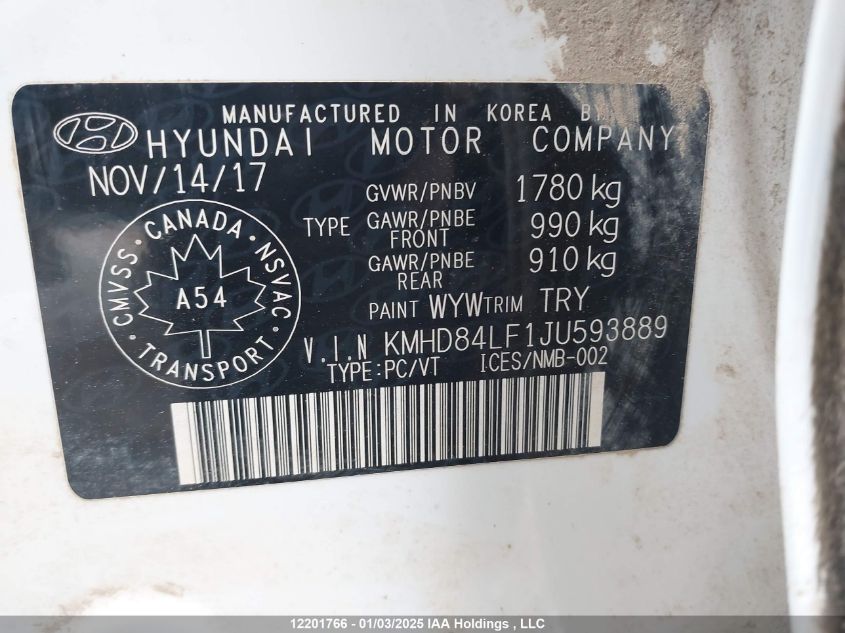 MANUFACTURED IN KOREA BY
HYUNDAI MOTOR COMPANY
NOV/14/17
GVWR/PNBV 1780 kg
TYPE GAWR/PNBE FRONT 990 kg
GAWR/PNBE REAR 910 kg
PAINT WYW TRIM TRY
V.I.N KMHD84LF1JU593889
TYPE:PC/VT ICES/NMB-002
CMVSS · CANADA · NSVAC · TRANSPORT ·
A54
12201766 - 01/03/2025 IAA Holdings , LLC